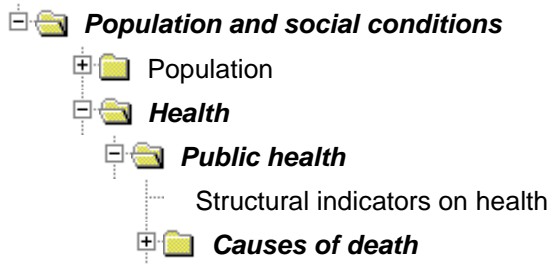 Population and social conditions
Population
Health
Public health
Structural indicators on health
Causes of death